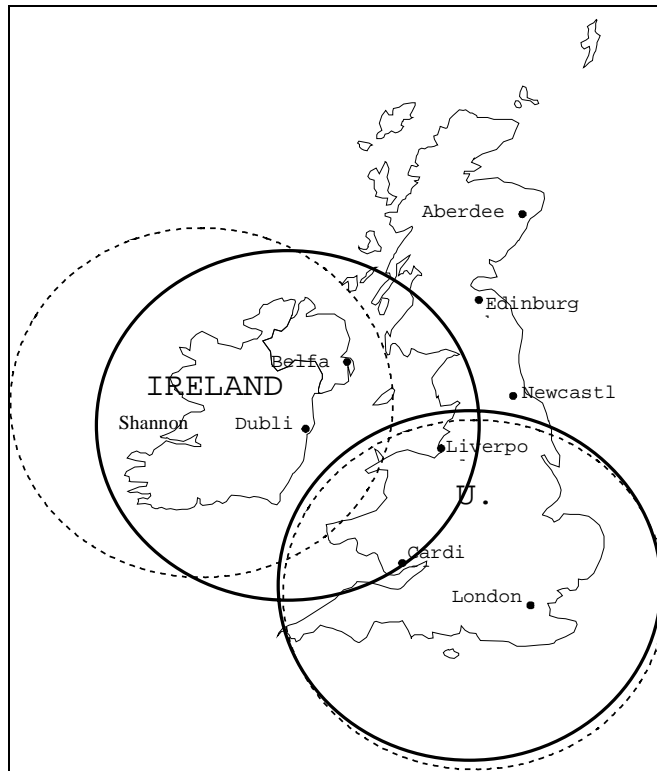 Aberdee
Edinburg
Belfa
IRELAND
Newcastl
Shannon
Dubli
Liverpo
U
Cardi
London